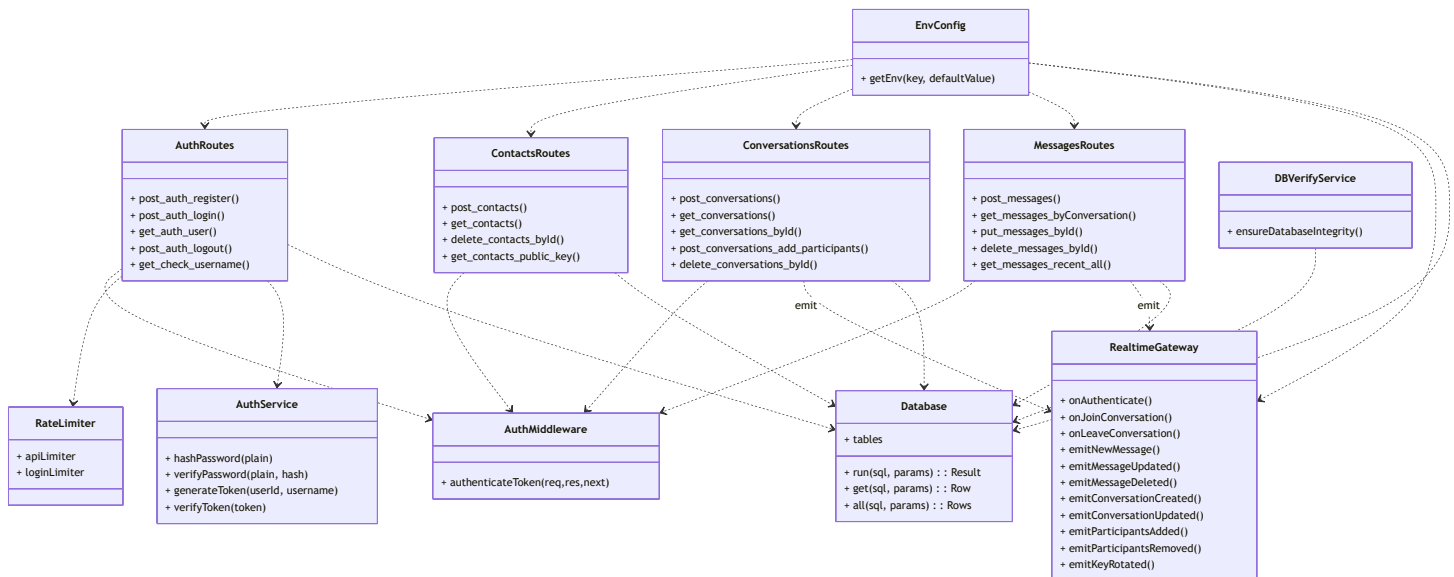 EnvConfig
+ getEnv(key, defaultValue)
AuthRoutes
+ post_auth_register()
+ post_auth_login()
+ get_auth_user()
+ post_auth_logout()
+ get_check_username()
ContactsRoutes
+ post_contacts()
+ get_contacts()
+ delete_contacts_byId()
+ get_contacts_public_key()
ConversationsRoutes
+ post_conversations()
+ get_conversations()
+ get_conversations_byId()
+ post_conversations_add_participants()
+ delete_conversations_byId()
MessagesRoutes
+ post_messages()
+ get_messages_byConversation()
+ put_messages_byId()
+ delete_messages_byId()
+ get_messages_recent_all()
DBVerifyService
+ ensureDatabaseIntegrity()
emit
emit
RateLimiter
+ apiLimiter
+ loginLimiter
AuthService
+ hashPassword(plain)
+ verifyPassword(plain, hash)
+ generateToken(userId, username)
+ verifyToken(token)
AuthMiddleware
+ authenticateToken(req,res,next)
Database
+ tables
+ run(sql, params) : : Result
+ get(sql, params) : : Row
+ all(sql, params) : : Rows
RealtimeGateway
+ onAuthenticate()
+ onJoinConversation()
+ onLeaveConversation()
+ emitNewMessage()
+ emitMessageUpdated()
+ emitMessageDeleted()
+ emitConversationCreated()
+ emitConversationUpdated()
+ emitParticipantsAdded()
+ emitParticipantsRemoved()
+ emitKeyRotated()